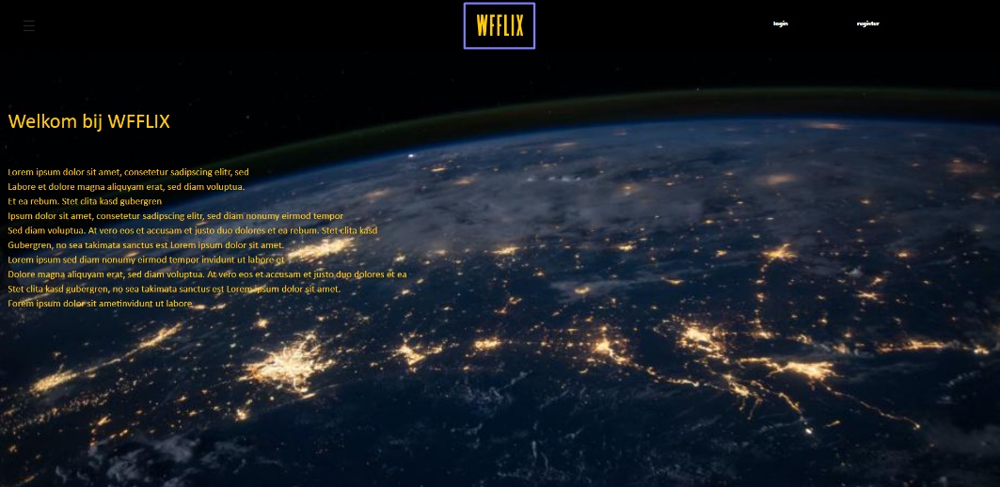 WFFLIX
login
register
Welkom bij WFFLIX
Lorem ipsum dolor sit amet, consetetur sadipscing elitr, sed
Labore et dolore magna aliquyam erat, sed diam voluptua.
Et ea rebum. Stet clita kasd gubergren
Ipsum dolor sit amet, consetetur sadipscing elitr, sed diam nonumy eirmod tempor
Sed diam voluptua. At vero eos et accusam et justo duo dolores et ea rebum. Stet clita kasd
Gubergren, no sea takimata sanctus est Lorem ipsum dolor sit amet.
Lorem ipsum sed diam nonumy eirmod tempor invidunt ut labore et
Dolore magna aliquyam erat, sed diam voluptua. At vero eos et accusam et justo duo dolores et ea
Stet clita kasd gubergren, no sea takimata sanctus est Lorem ipsum dolor sit amet.
Forem ipsum dolor sit ametinvidunt ut labore